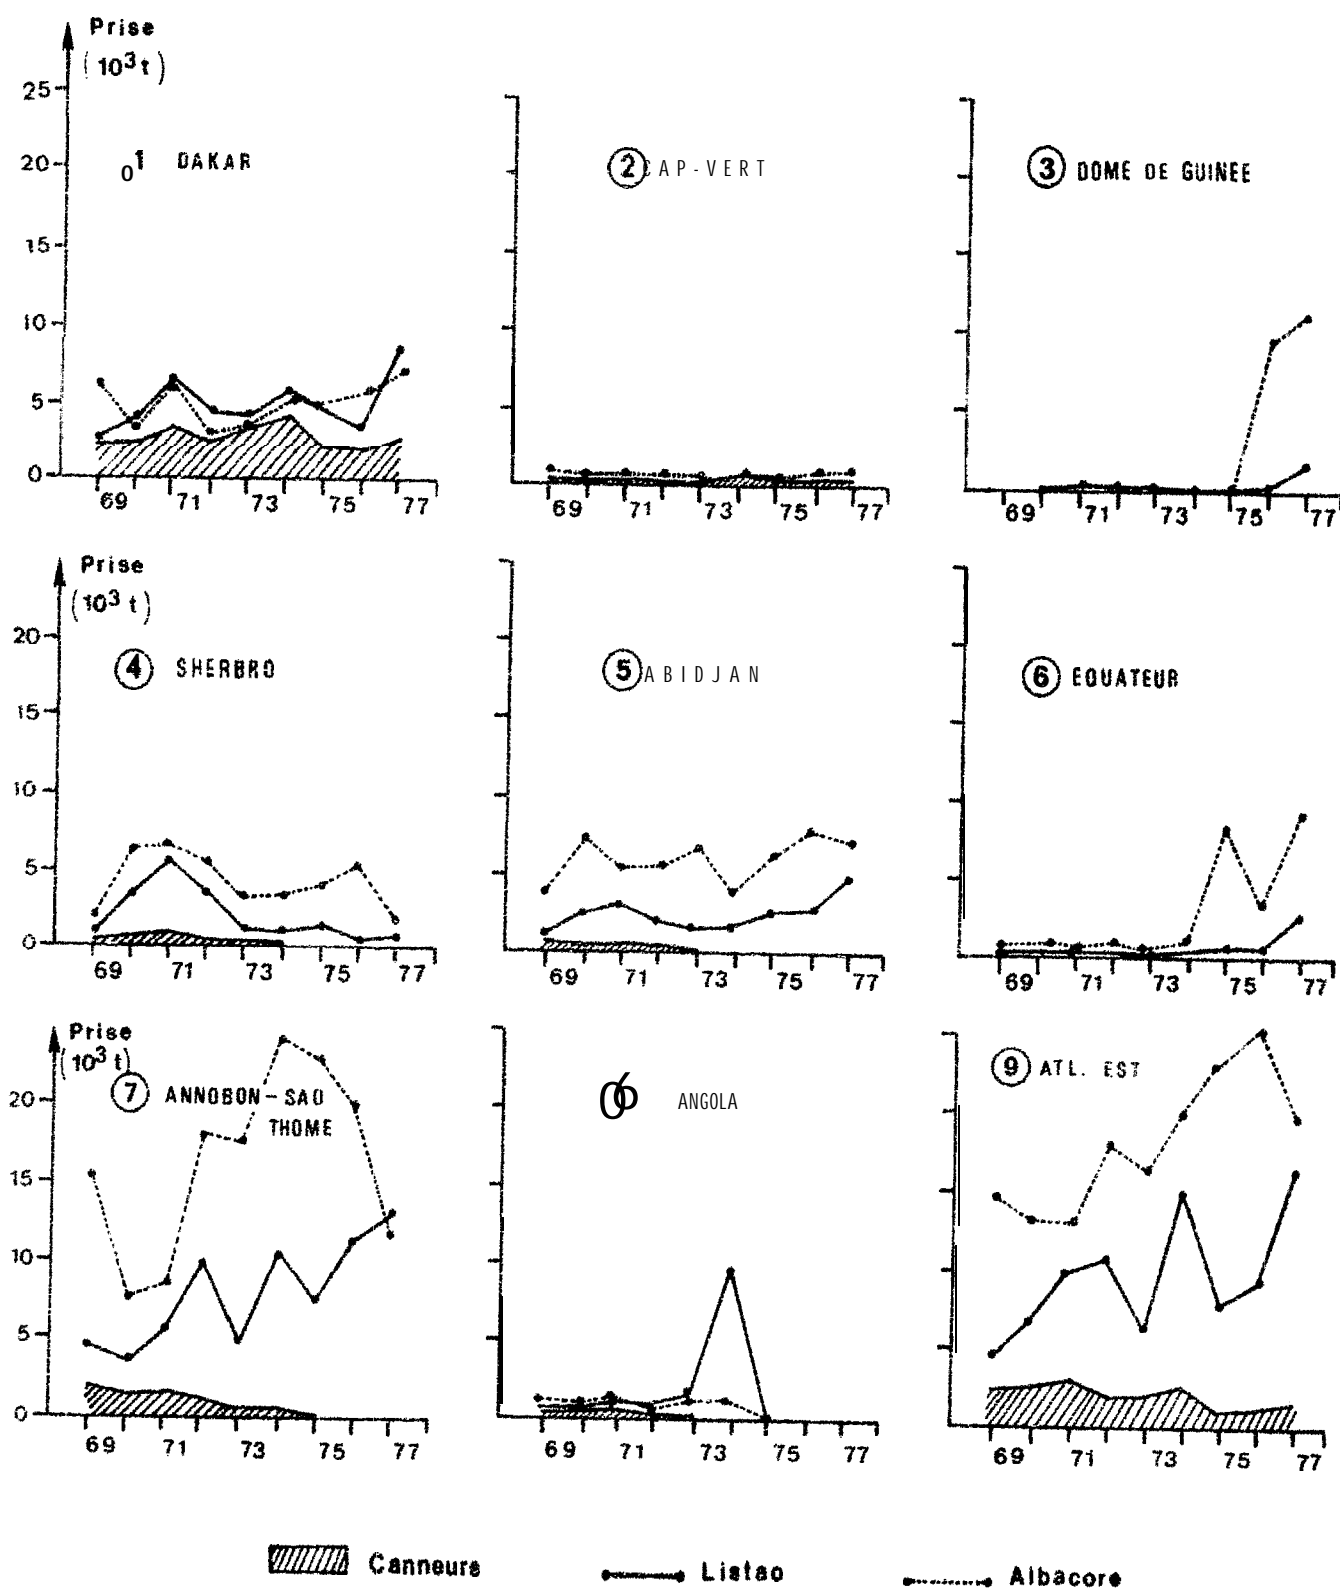 Prise
(10³t)
25
20
15
10
5
0
01 DAKAR
69 71 73 75 77
2 CAP-VERT
69 71 73 75 77
3 DOME DE GUINEE
69 71 73 75 77
Prise
(10³ t)
20
15
10
5
0
4 SHERBRO
69 71 73 75 77
5 ABIDJAN
69 71 73 75 77
6 EQUATEUR
69 71 73 75 77
Prise
(10³ t)
20
15
10
5
0
7 ANNOBON-SAO
THOME
69 71 73 75 77
ANGOLA
69 71 73 75 77
9 ATL. EST
69 71 73 75 77
Canneurs Listao Albacore